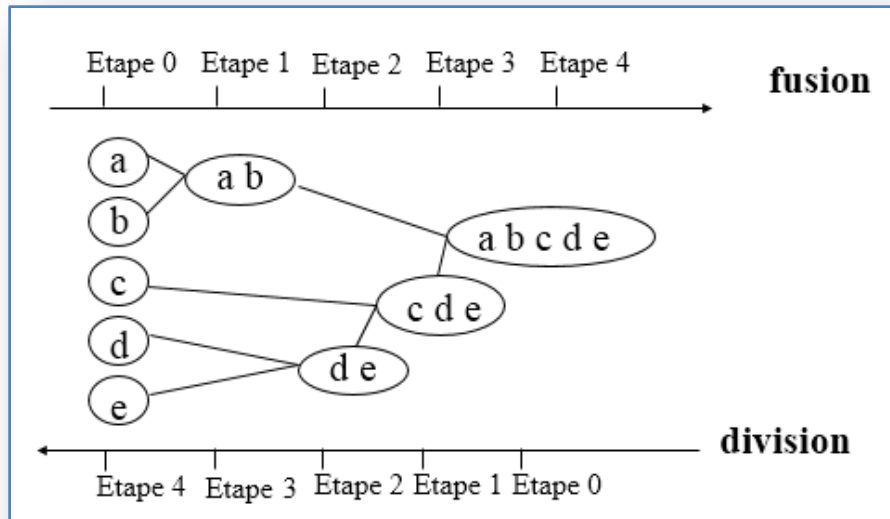 Etape 0 Etape 1 Etape 2 Etape 3 Etape 4
fusion
a
a b
b
a b c d e
c
c d e
d
d e
e
division
Etape 4 Etape 3 Etape 2 Etape 1 Etape 0